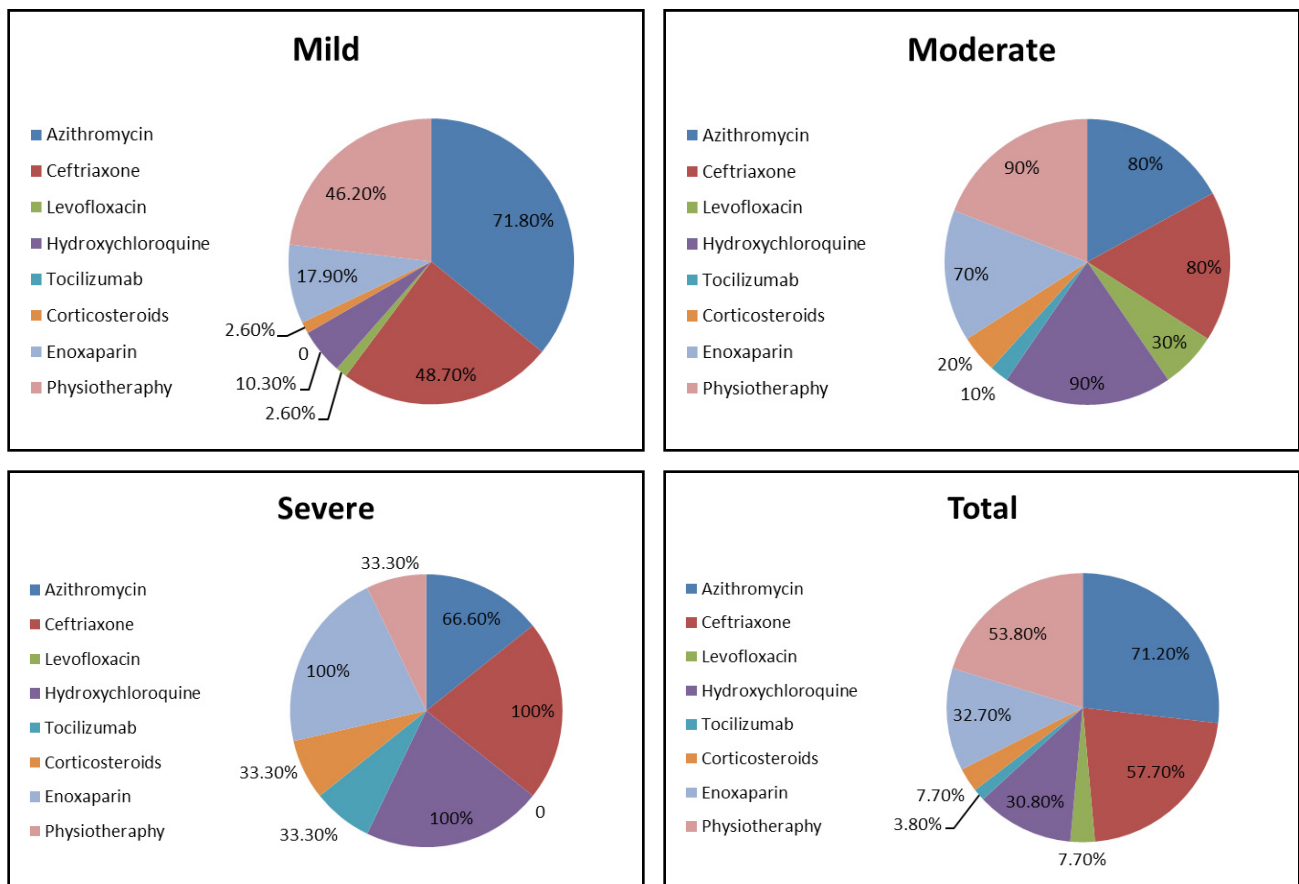 Mild
Azithromycin
Ceftriaxone
Levofloxacin
Hydroxychloroquine
Tocilizumab
Corticosteroids
Enoxaparin
Physiotheraphy
71.80%
48.70%
2.60%
10.30%
0
2.60%
17.90%
46.20%
Moderate
Azithromycin
Ceftriaxone
Levofloxacin
Hydroxychloroquine
Tocilizumab
Corticosteroids
Enoxaparin
Physiotheraphy
80%
80%
30%
90%
10%
20%
70%
90%
Severe
Azithromycin
Ceftriaxone
Levofloxacin
Hydroxychloroquine
Tocilizumab
Corticosteroids
Enoxaparin
Physiotheraphy
66.60%
100%
0
100%
33.30%
33.30%
100%
33.30%
Total
Azithromycin
Ceftriaxone
Levofloxacin
Hydroxychloroquine
Tocilizumab
Corticosteroids
Enoxaparin
Physiotheraphy
71.20%
57.70%
7.70%
30.80%
3.80%
7.70%
32.70%
53.80%